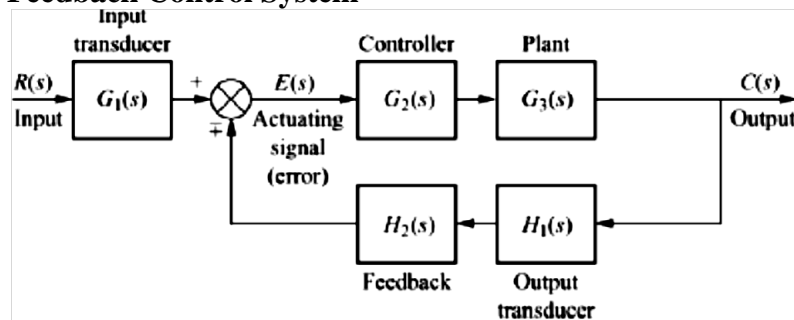 Feedback Control System
Input
transducer
Controller
Plant
R(s)
G₁(s)
+
E(s)
G₂(s)
G₃(s)
C(s)
Input
∓
Actuating
signal
(error)
Output
H₂(s)
H₁(s)
Feedback
Output
transducer